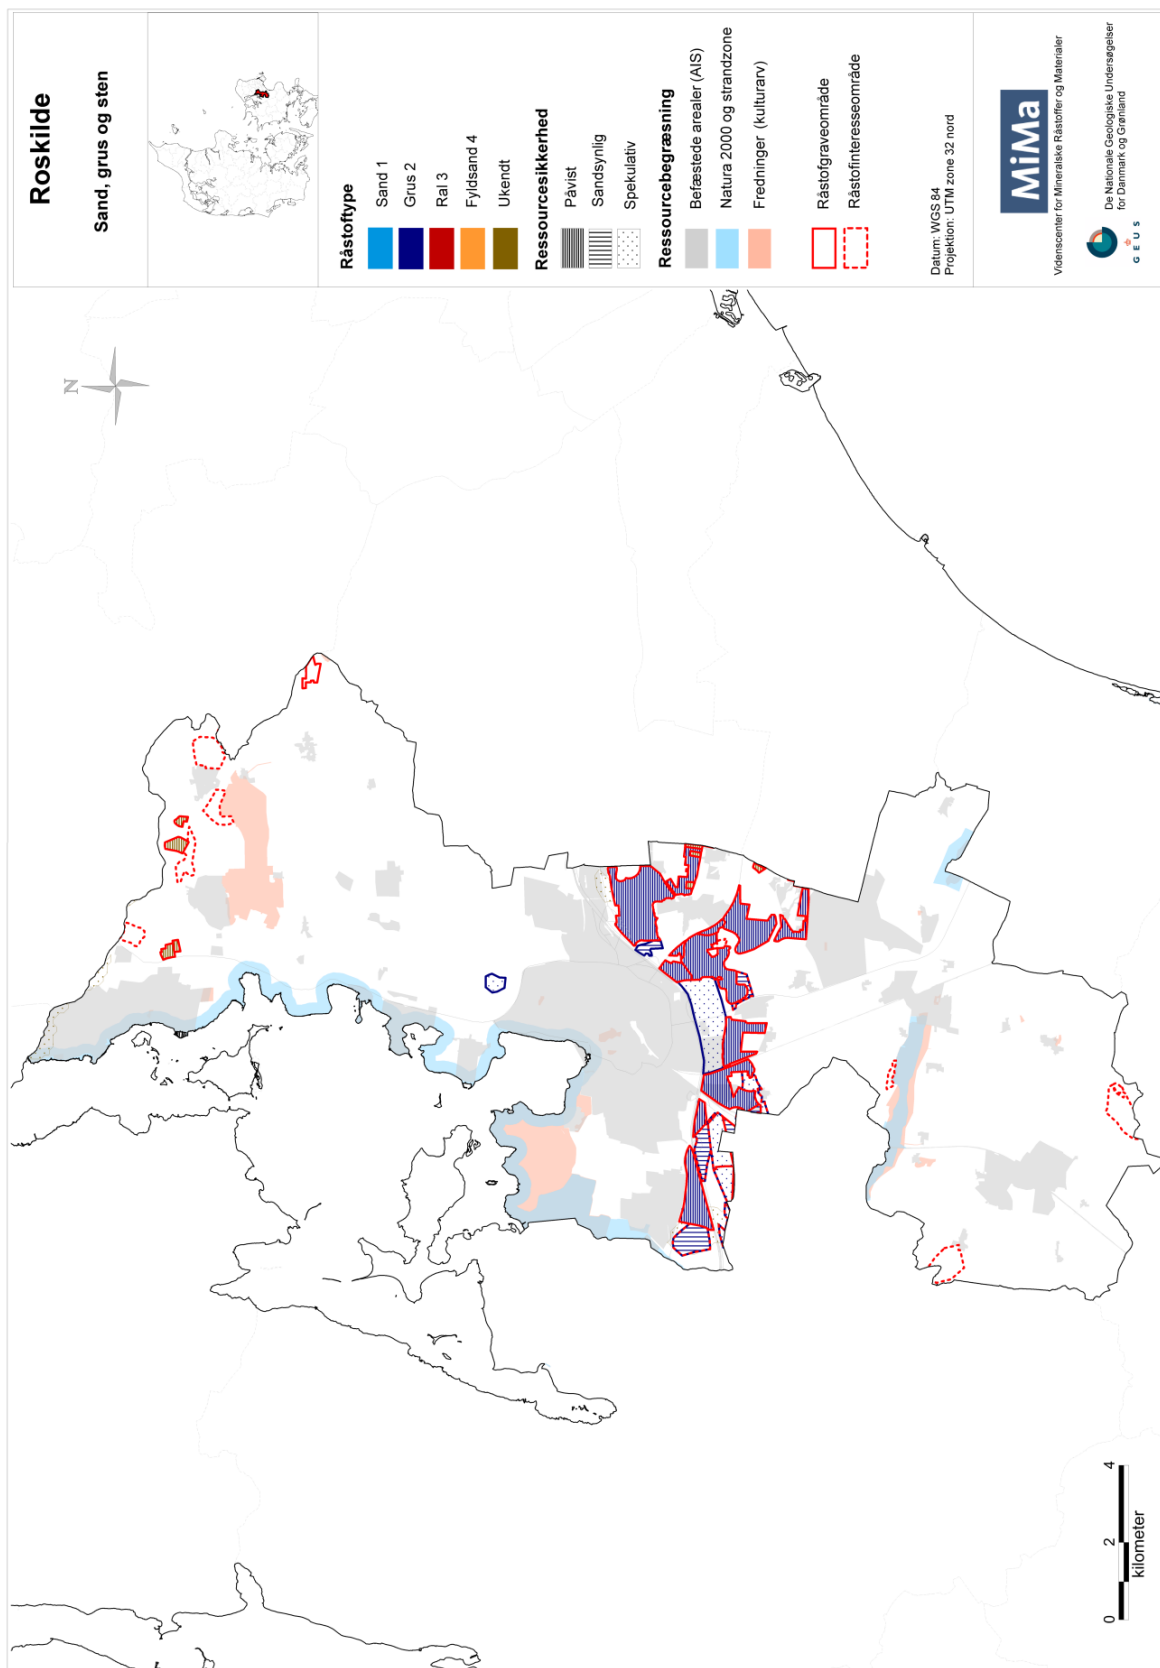 Roskilde
Sand, grus og sten
Råstoftype
Sand 1
Grus 2
Ral 3
Fyldsand 4
Ukendt
Ressourcesikkerhed
Påvist
Sandsynlig
Spekulativ
Ressourcebegræsning
Befæstede arealer (AIS)
Natura 2000 og strandzone
Fredninger (kulturarv)
Råstofgraveområde
Råstofinteresseområde
Datum: WGS 84
Projektion: UTM zone 32 nord
MiMa
Videnscenter for Mineralske Råstoffer og Materialer
G E U S
De Nationale Geologiske Undersøgelser
for Danmark og Grønland
N
0 2 4
kilometer